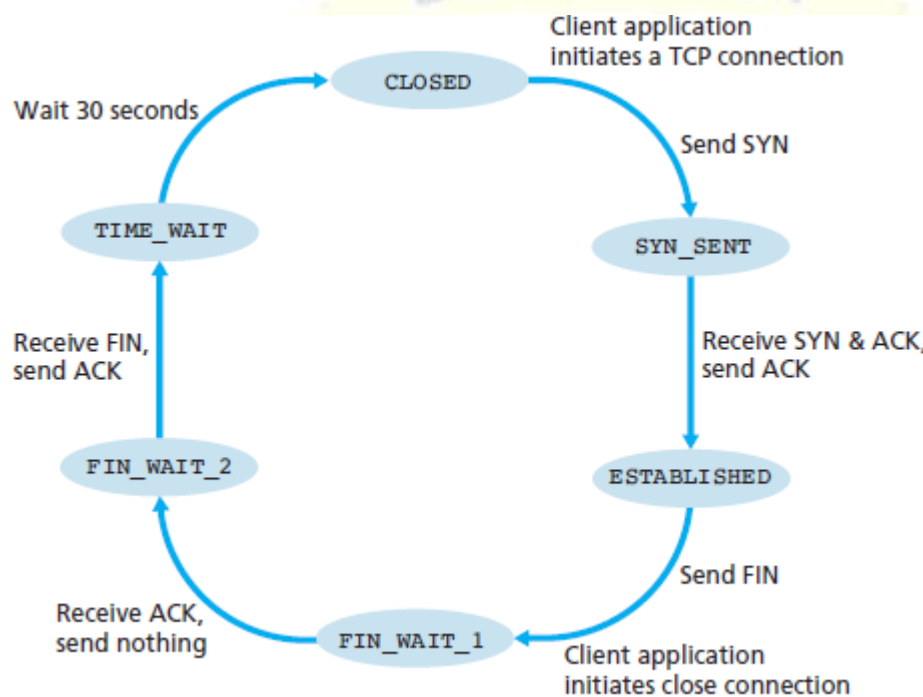 Client application
initiates a TCP connection
CLOSED
Wait 30 seconds
Send SYN
TIME_WAIT
SYN_SENT
Receive FIN,
send ACK
Receive SYN & ACK,
send ACK
FIN_WAIT_2
ESTABLISHED
Send FIN
Receive ACK,
send nothing
FIN_WAIT_1
Client application
initiates close connection